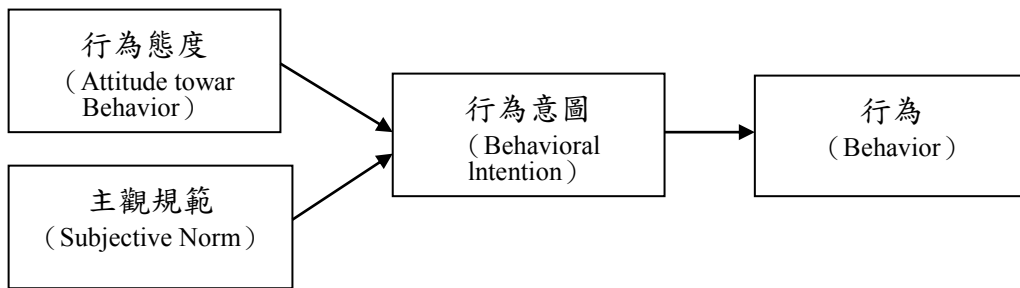 行為態度
（Attitude towar
Behavior）
主觀規範
（Subjective Norm）
行為意圖
（Behavioral
lntention）
行為
（Behavior）